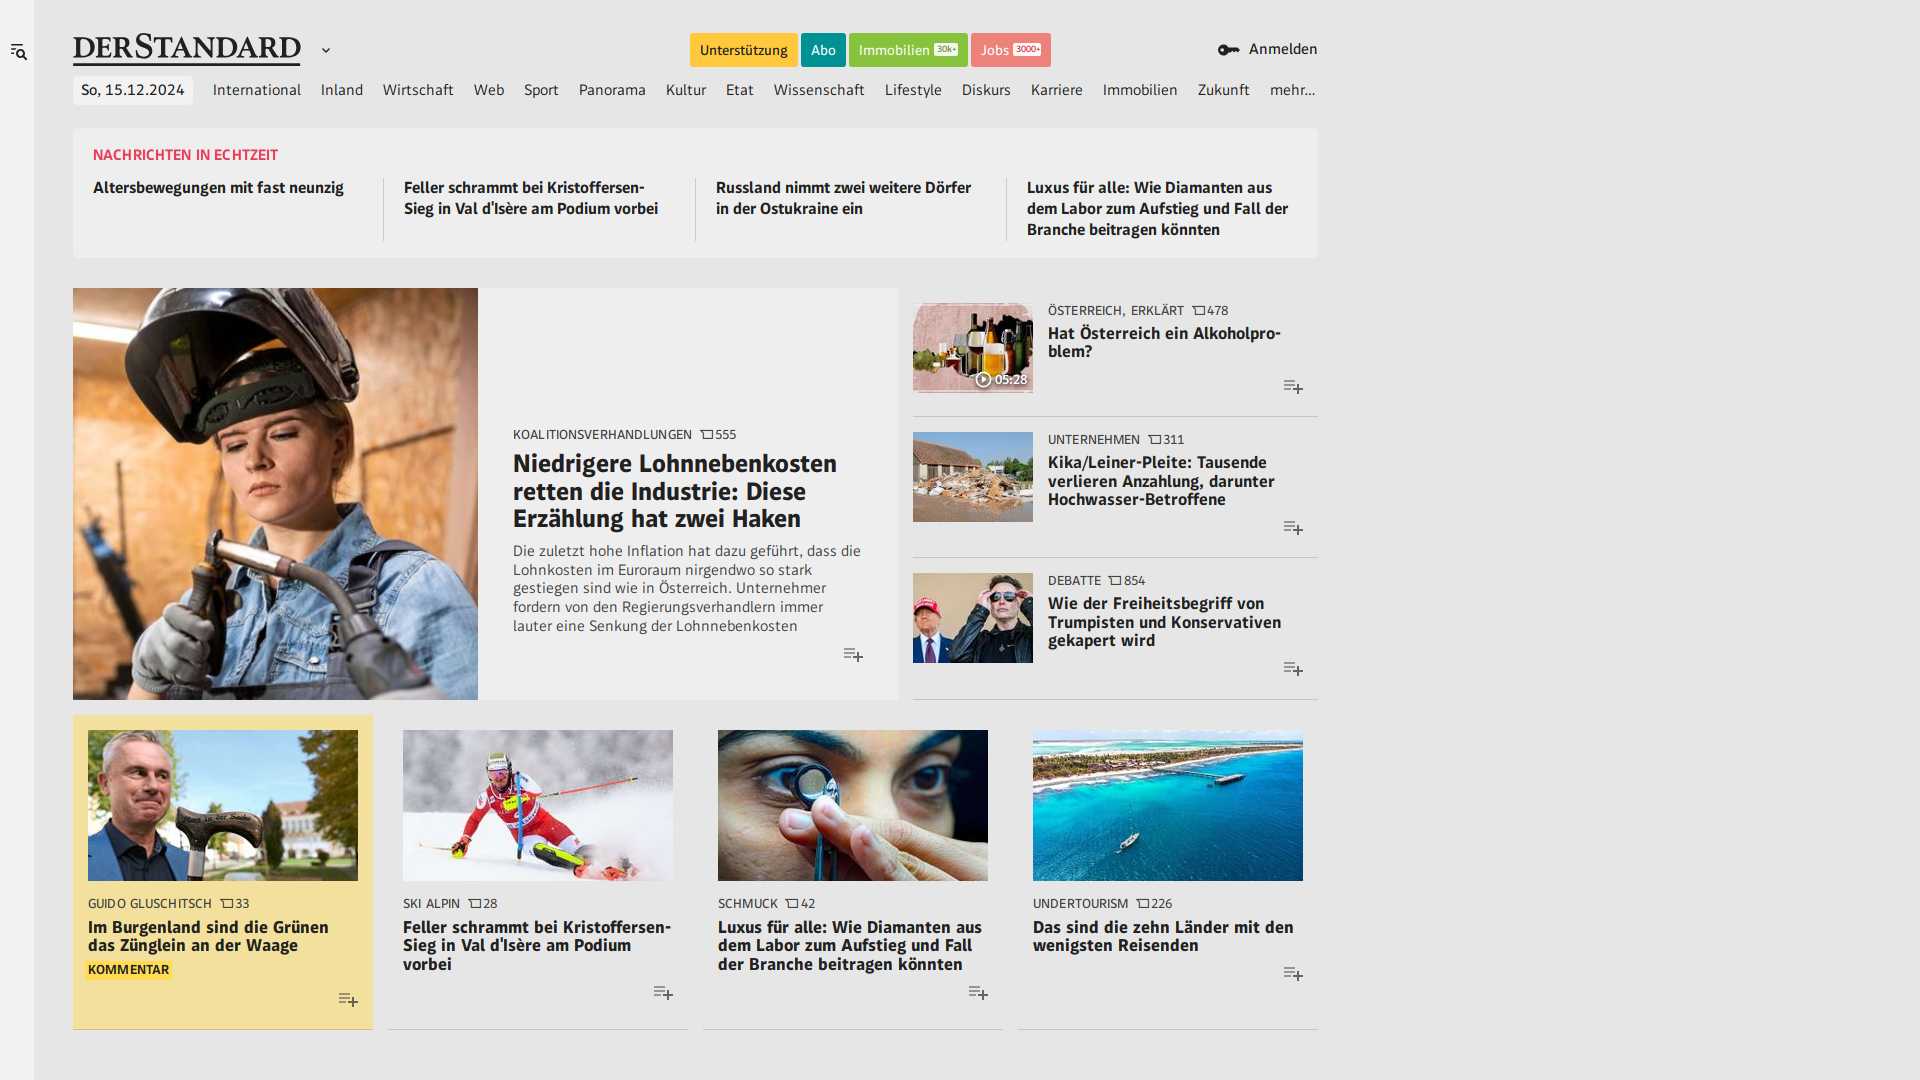 DERSTANDARD
Unterstützung
Abo
Immobilien 30k+
Jobs 3000+
Anmelden
So, 15.12.2024
International
Inland
Wirtschaft
Web
Sport
Panorama
Kultur
Etat
Wissenschaft
Lifestyle
Diskurs
Karriere
Immobilien
Zukunft
mehr…
NACHRICHTEN IN ECHTZEIT
Altersbewegungen mit fast neunzig
Feller schrammt bei Kristoffersen-
Sieg in Val d'Isère am Podium vorbei
Russland nimmt zwei weitere Dörfer
in der Ostukraine ein
Luxus für alle: Wie Diamanten aus
dem Labor zum Aufstieg und Fall der
Branche beitragen könnten
KOALITIONSVERHANDLUNGEN 555
Niedrigere Lohnnebenkosten
retten die Industrie: Diese
Erzählung hat zwei Haken
Die zuletzt hohe Inflation hat dazu geführt, dass die
Lohnkosten im Euroraum nirgendwo so stark
gestiegen sind wie in Österreich. Unternehmer
fordern von den Regierungsverhandlern immer
lauter eine Senkung der Lohnnebenkosten
05:28
ÖSTERREICH, ERKLÄRT 478
Hat Österreich ein Alkoholpro-
blem?
UNTERNEHMEN 311
Kika/Leiner-Pleite: Tausende
verlieren Anzahlung, darunter
Hochwasser-Betroffene
DEBATTE 854
Wie der Freiheitsbegriff von
Trumpisten und Konservativen
gekapert wird
GUIDO GLUSCHITSCH 33
Im Burgenland sind die Grünen
das Zünglein an der Waage
KOMMENTAR
SKI ALPIN 28
Feller schrammt bei Kristoffersen-
Sieg in Val d'Isère am Podium
vorbei
SCHMUCK 42
Luxus für alle: Wie Diamanten aus
dem Labor zum Aufstieg und Fall
der Branche beitragen könnten
UNDERTOURISM 226
Das sind die zehn Länder mit den
wenigsten Reisenden